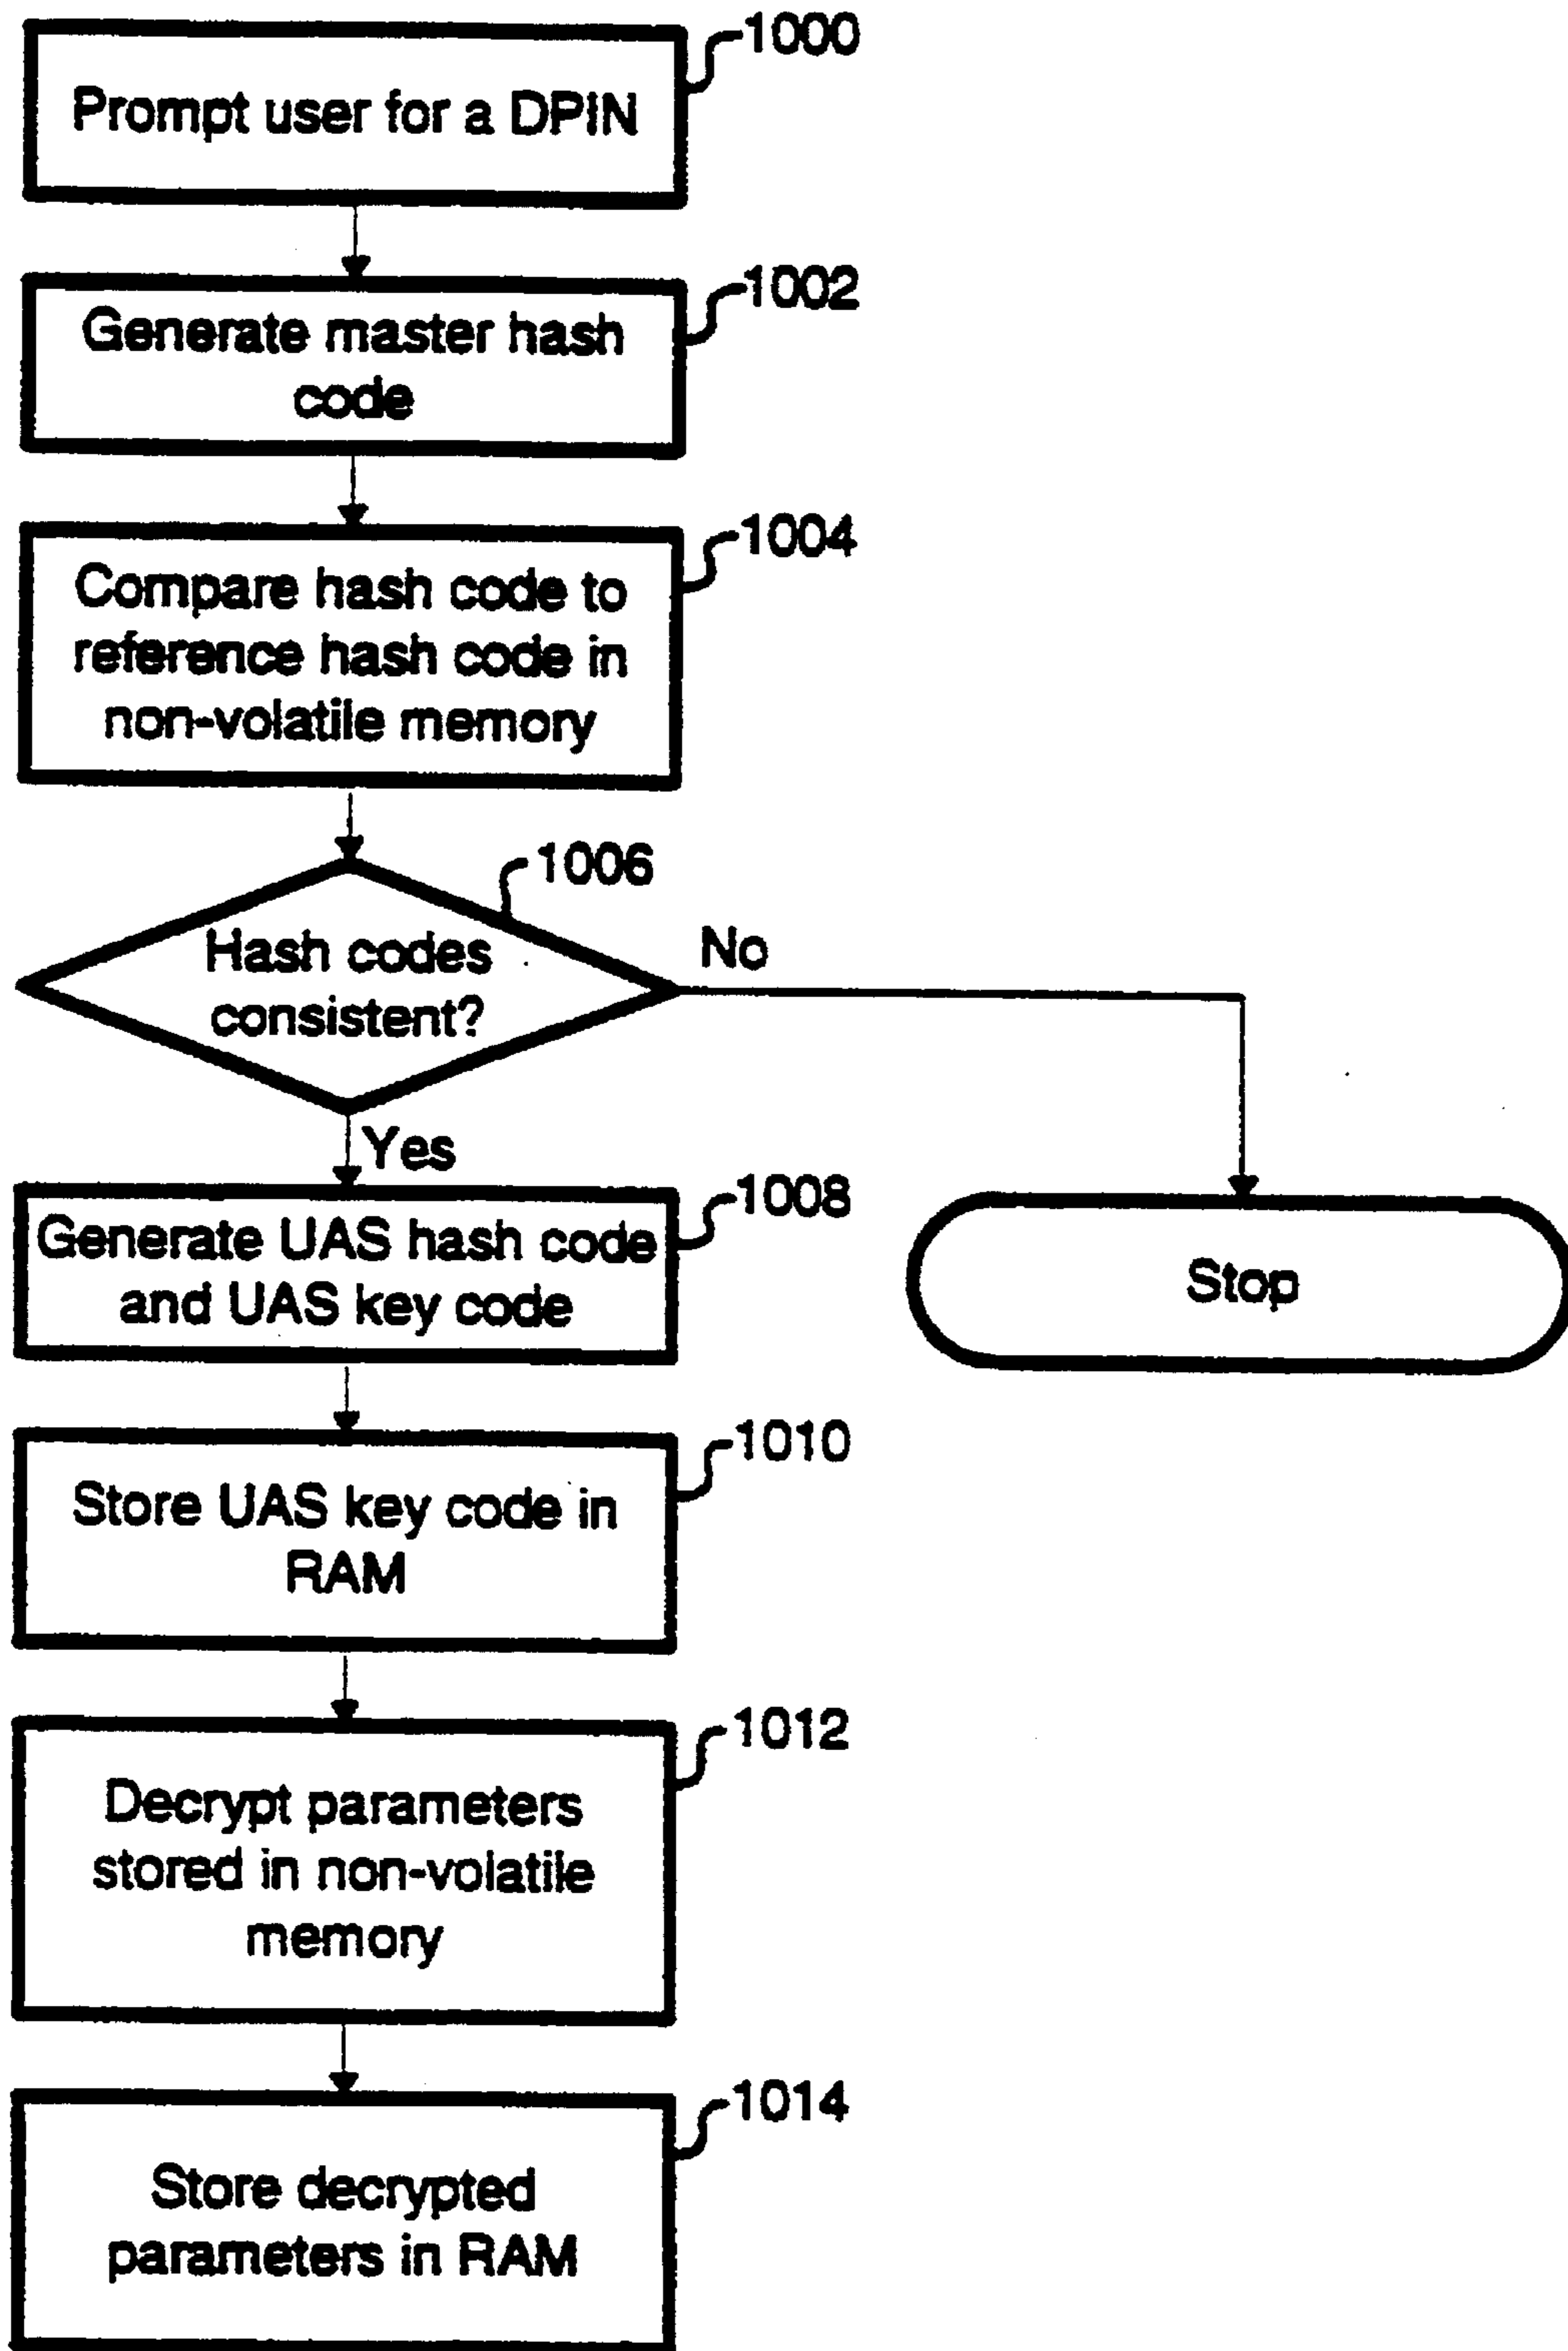 1000
Prompt user for a DPIN
1002
Generate master hash
code
1004
Compare hash code to
reference hash code in
non-volatile memory
1006
Hash codes
consistent?
No
Yes
1008
Generate UAS hash code
and UAS key code
Stop
1010
Store UAS key code in
RAM
1012
Decrypt parameters
stored in non-volatile
memory
1014
Store decrypted
parameters in RAM